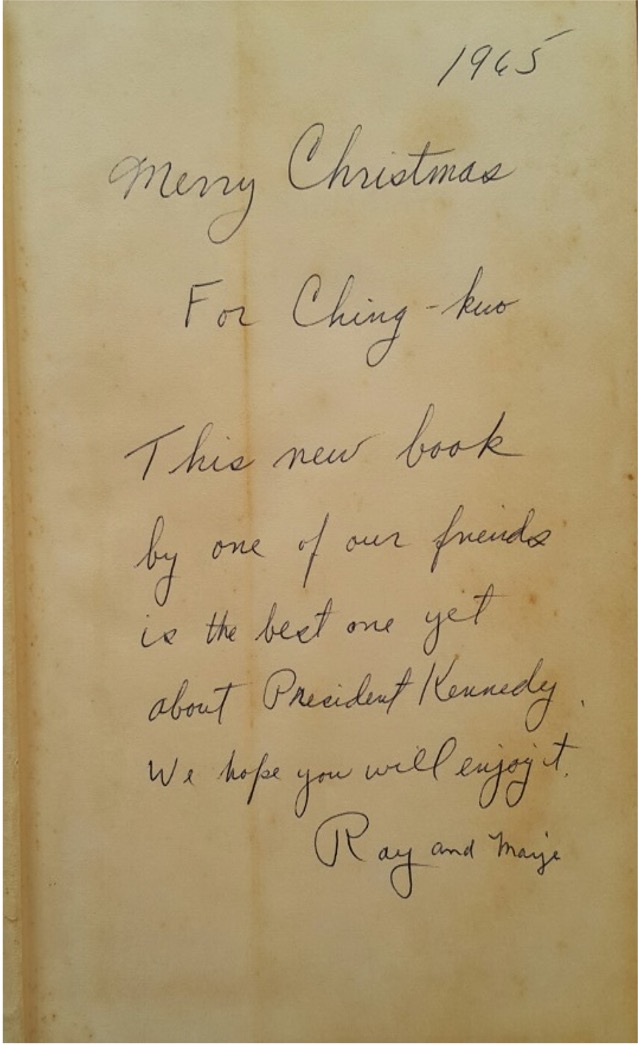 1965
Merry Christmas
For Ching-kuo
This new book
by one of our friends
is the best one yet
about President Kennedy.
We hope you will enjoy it.
Ray and Marje